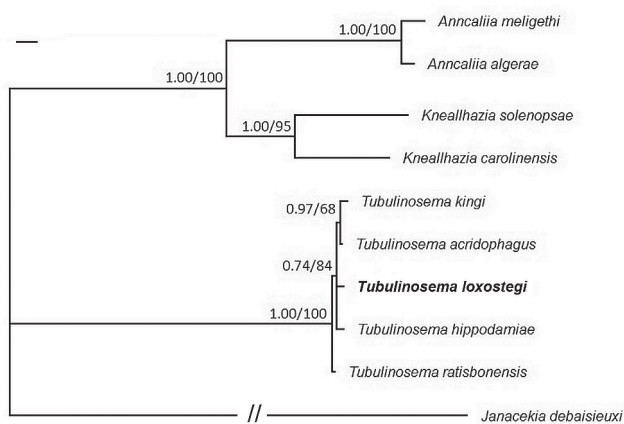 1.00/100
Anncaliia meligethi
Anncaliia algerae
1.00/100
Kneallhazia solenopsae
1.00/95
Kneallhazia carolinensis
Tubulinosema kingi
0.97/68
Tubulinosema acridophagus
0.74/84
Tubulinosema loxostegi
1.00/100
Tubulinosema hippodamiae
Tubulinosema ratisbonensis
//
Janacekia debaisieuxi